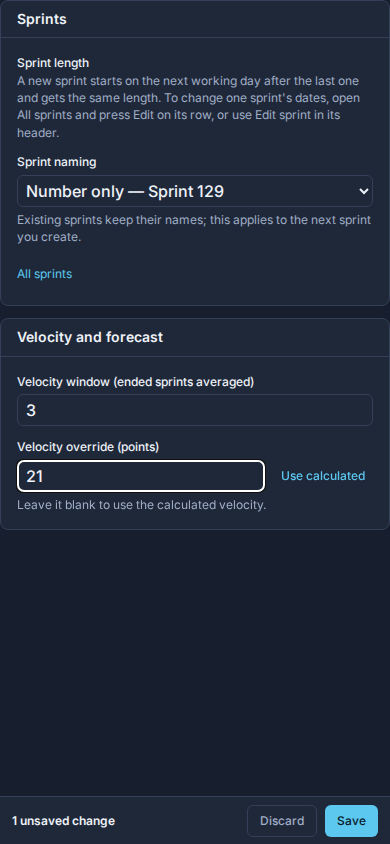 Sprints
Sprint length
A new sprint starts on the next working day after the last one
and gets the same length. To change one sprint's dates, open
All sprints and press Edit on its row, or use Edit sprint in its
header.
Sprint naming
Number only — Sprint 129
Existing sprints keep their names; this applies to the next sprint
you create.
All sprints
Velocity and forecast
Velocity window (ended sprints averaged)
3
Velocity override (points)
21
Use calculated
Leave it blank to use the calculated velocity.
1 unsaved change
Discard
Save